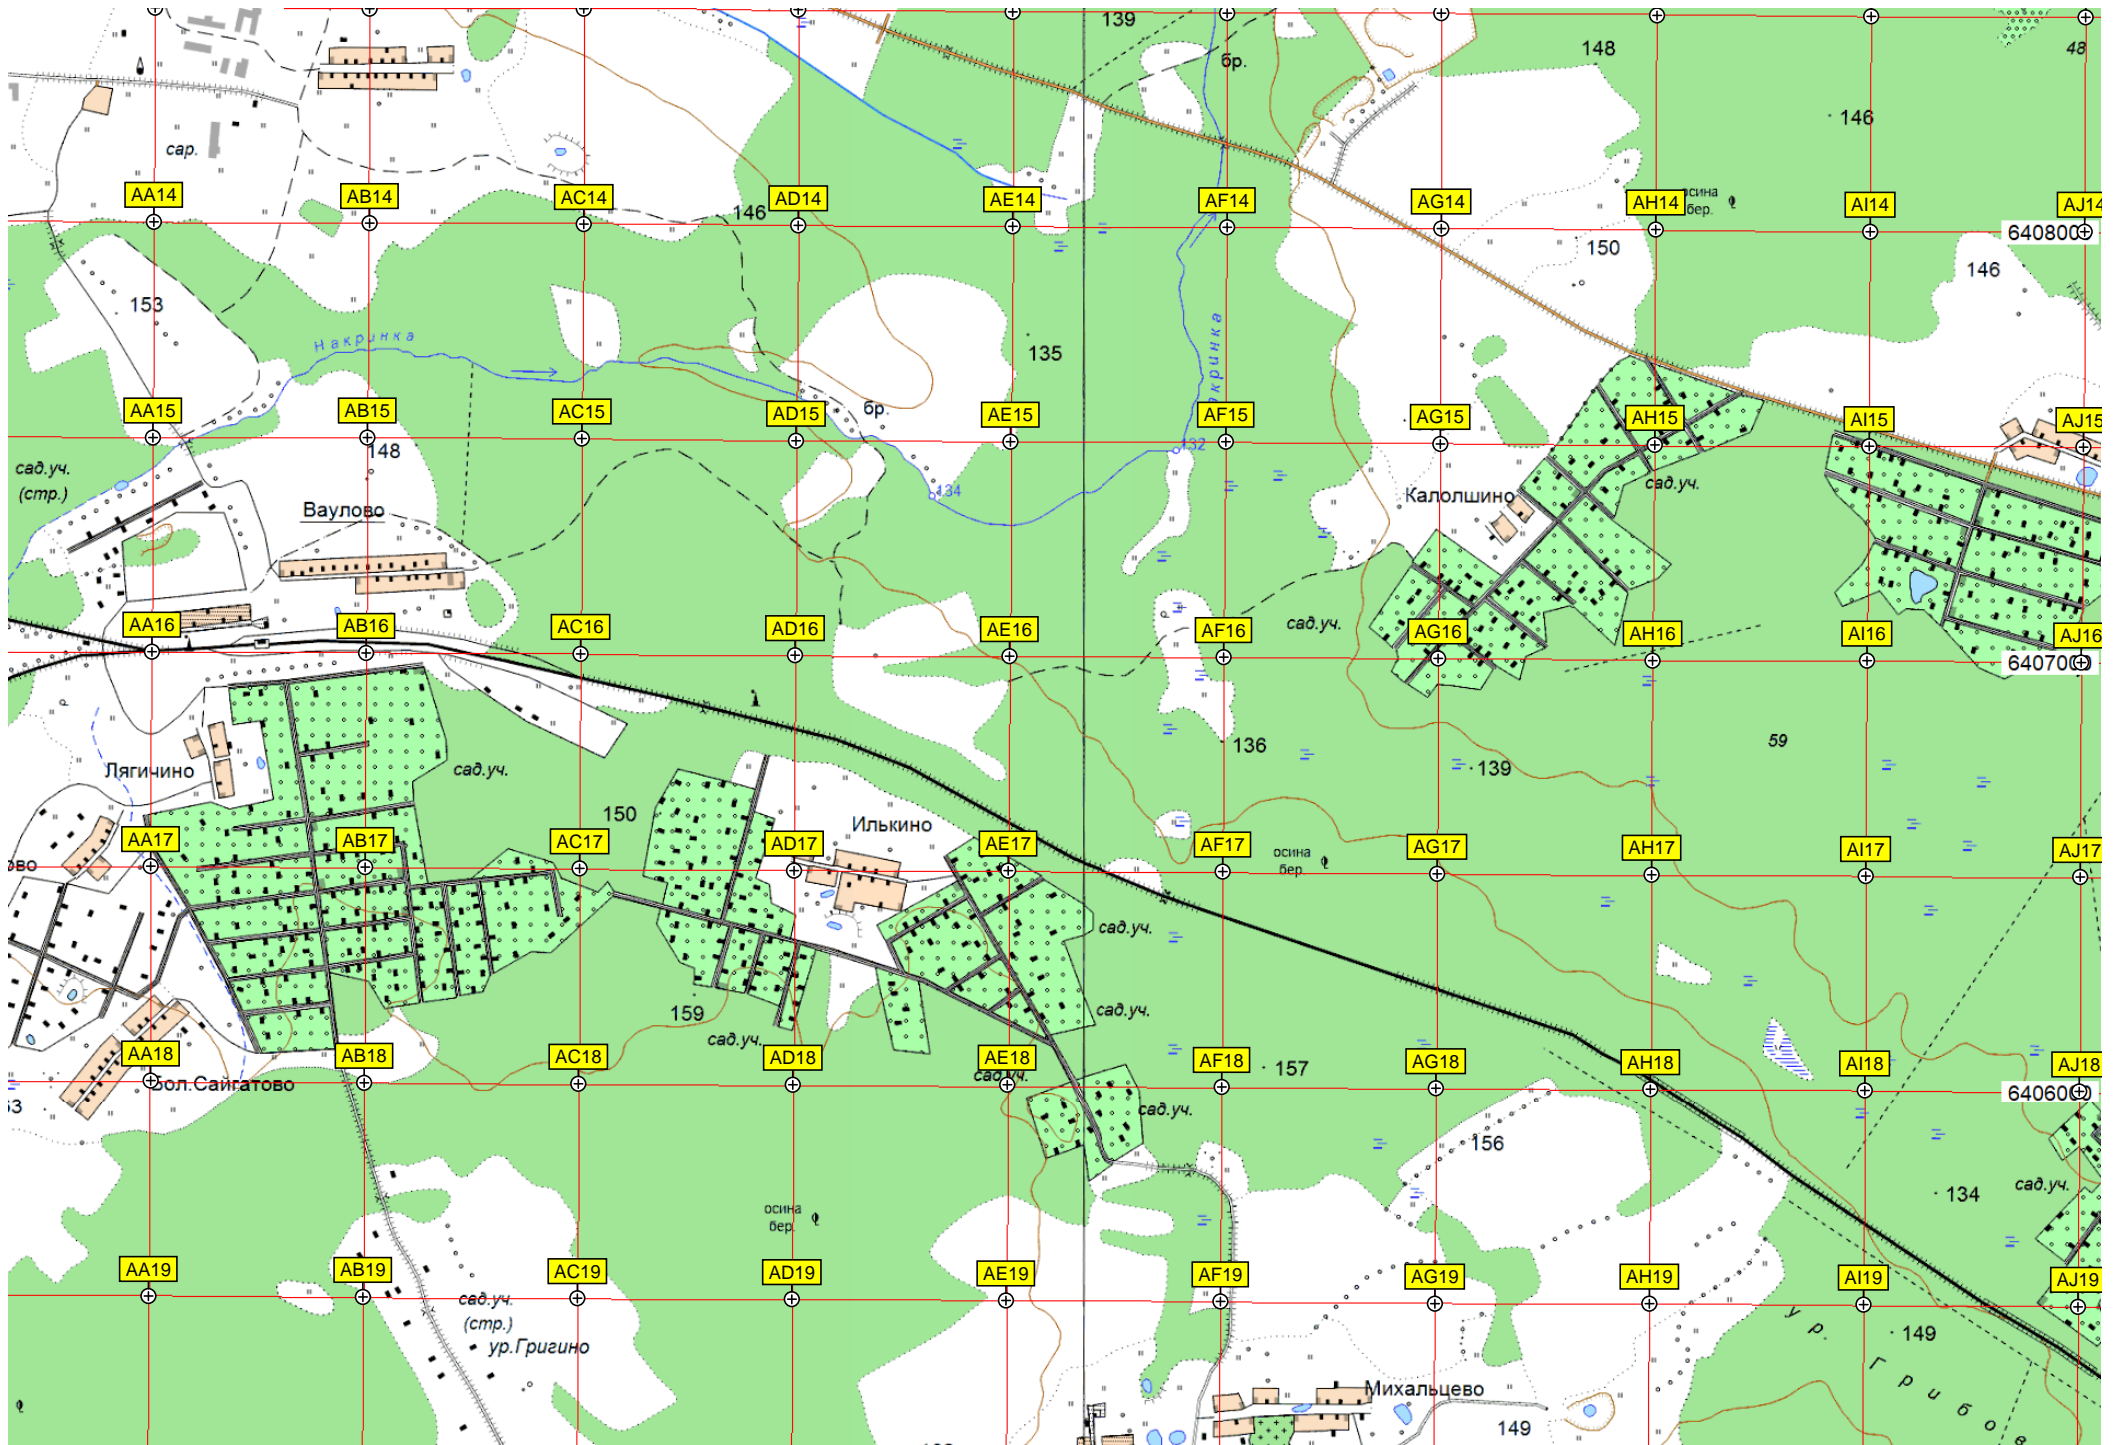 139
148
48
бр.
146
сар.
AA14
AB14
AC14
AD14
AE14
AF14
AG14
AH14
AI14
AJ14
146
осина
бер.
6408000
150
146
153
Накринка
135
AA15
AB15
AC15
AD15
AE15
AF15
AG15
AH15
AI15
AJ15
бр.
148
132
134
сад.уч.
(стр.)
Ваулово
Калолшино
сад.уч.
AA16
AB16
AC16
AD16
AE16
AF16
сад.уч.
AG16
AH16
AI16
AJ16
6407000
136
139
59
Лягичино
сад.уч.
150
Илькино
AA17
AB17
AC17
AD17
AE17
AF17
осина
бер.
AG17
AH17
AI17
AJ17
сад.уч.
159
сад.уч.
сад.уч.
AA18
AB18
AC18
AD18
AE18
AF18
157
AG18
AH18
AI18
AJ18
Бол.Сайгатово
сад.уч.
6406000
сад.уч.
156
134
сад.уч.
осина
бер.
AA19
AB19
AC19
AD19
AE19
AF19
AG19
AH19
AI19
AJ19
сад.уч.
(стр.)
ур.Григино
ур.
149
Грибов
Михальцево
149